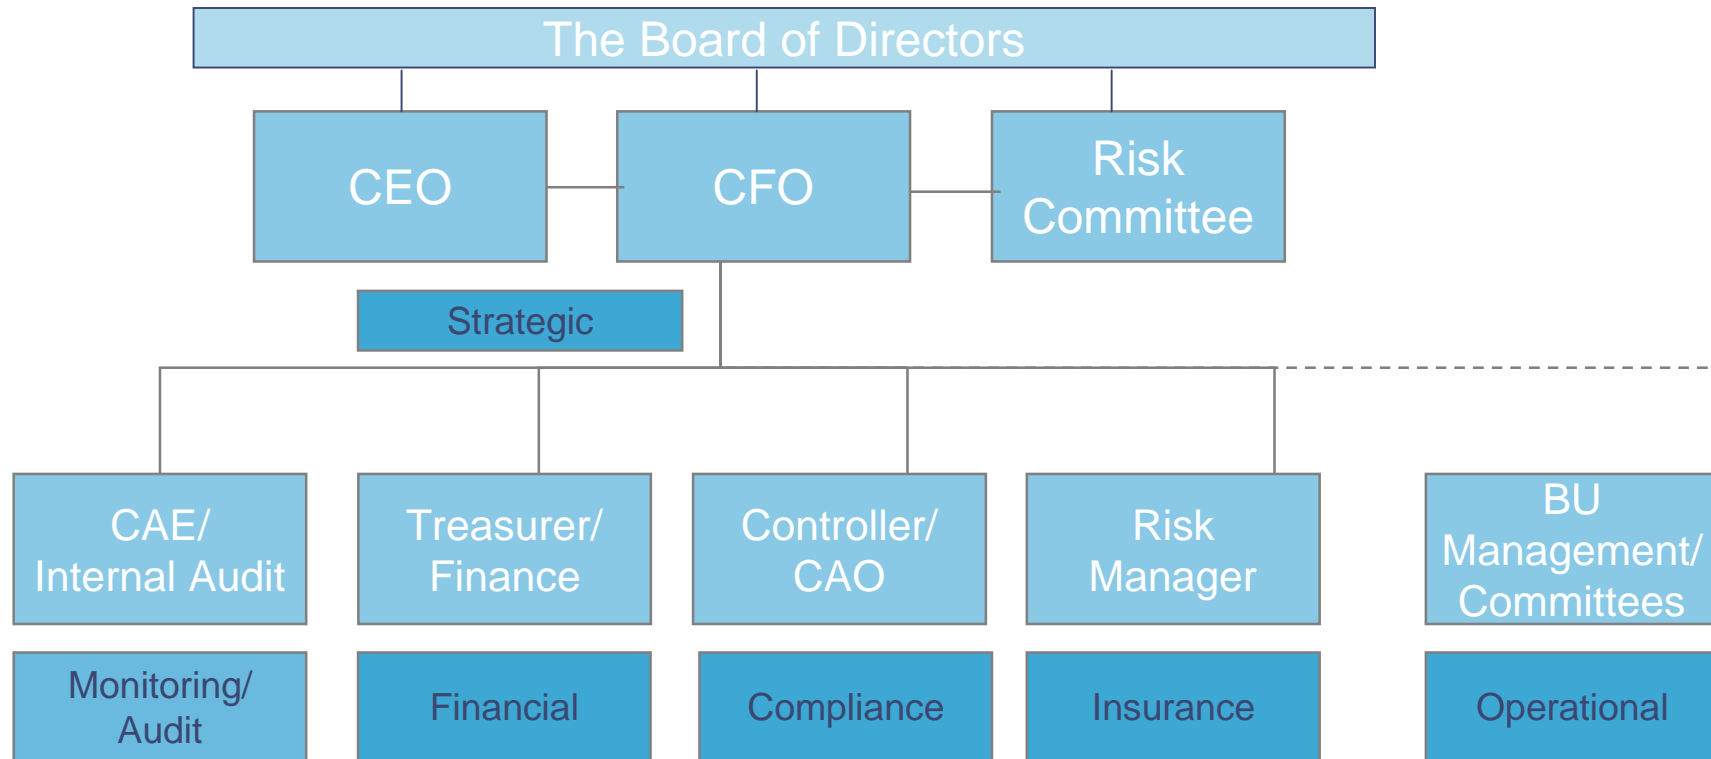 The Board of Directors
CEO
CFO
Risk
Committee
Strategic
CAE/
Internal Audit
Treasurer/
Finance
Controller/
CAO
Risk
Manager
BU
Management/
Committees
Monitoring/
Audit
Financial
Compliance
Insurance
Operational